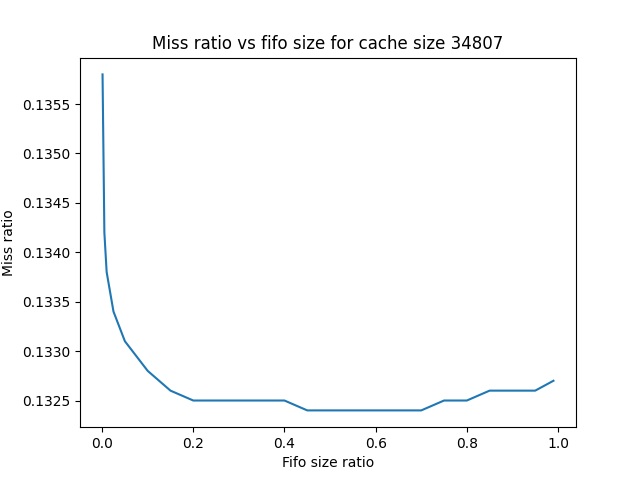 Miss ratio vs fifo size for cache size 34807
0.1355
0.1350
0.1345
0.1340
0.1335
0.1330
0.1325
Miss ratio
0.0 0.2 0.4 0.6 0.8 1.0
Fifo size ratio